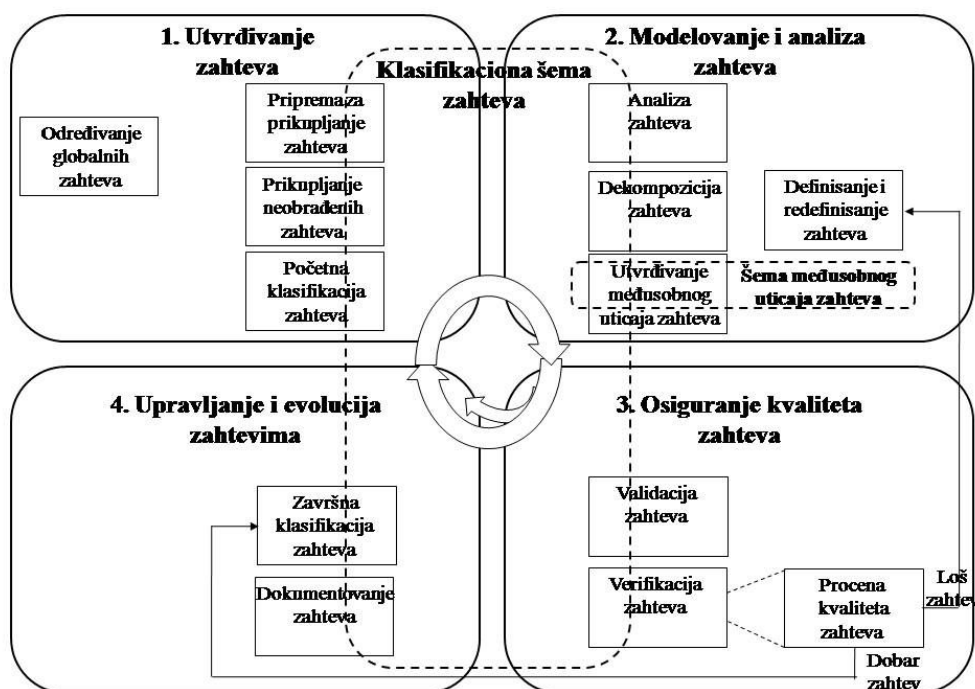 1. Utvrđivanje
zahteva
Klasifikaciona šema
zahteva
Određivanje
globalnih
zahteva
Priprema za
prikupljanje
zahteva
Prikupljanje
neobrađenih
zahteva
Početna
klasifikacija
zahteva
2. Modelovanje i analiza
zahteva
Analiza
zahteva
Dekompozicija
zahteva
Definisanje i
redefinisanje
zahteva
Utvrđivanje
međusobnog
uticaja zahteva
Šema međusobnog
uticaja zahteva
4. Upravljanje i evolucija
zahtevima
Završna
klasifikacija
zahteva
Dokumentovanje
zahteva
3. Osiguranje kvaliteta
zahteva
Validacija
zahteva
Verifikacija
zahteva
Procena
kvaliteta
zahteva
Loš
zahtev
Dobar
zahtev